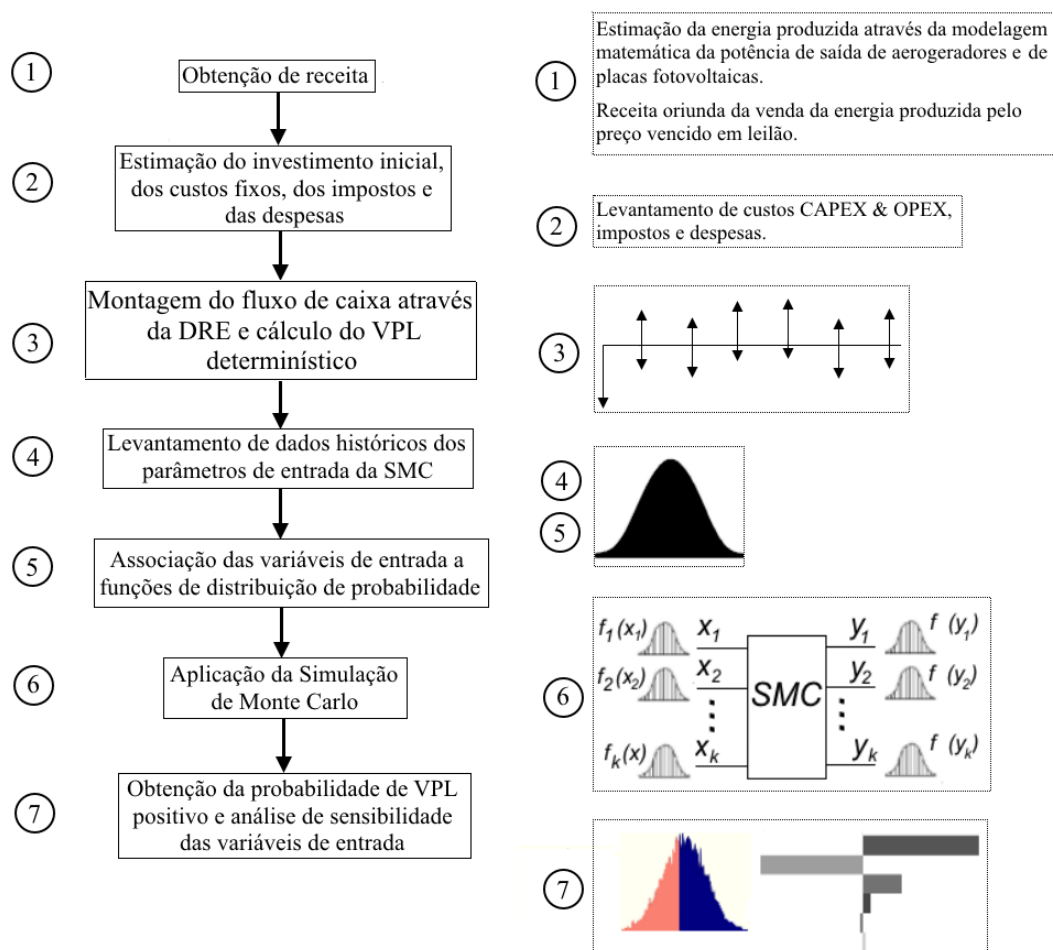 1
Obtenção de receita
2
Estimação do investimento inicial,
dos custos fixos, dos impostos e
das despesas
3
Montagem do fluxo de caixa através
da DRE e cálculo do VPL
determinístico
4
Levantamento de dados históricos dos
parâmetros de entrada da SMC
5
Associação das variáveis de entrada a
funções de distribuição de probabilidade
6
Aplicação da Simulação
de Monte Carlo
7
Obtenção da probabilidade de VPL
positivo e análise de sensibilidade
das variáveis de entrada
1
Estimação da energia produzida através da modelagem
matemática da potência de saída de aerogeradores e de
placas fotovoltaicas.
Receita oriunda da venda da energia produzida pelo
preço vencido em leilão.
2
Levantamento de custos CAPEX & OPEX,
impostos e despesas.
3
4
5
6
f₁(x₁) x₁ y₁ f (y₁)
f₂(x₂) x₂ y₂ f (y₂)
SMC
fₖ(x) xₖ yₖ f (yₖ)
7